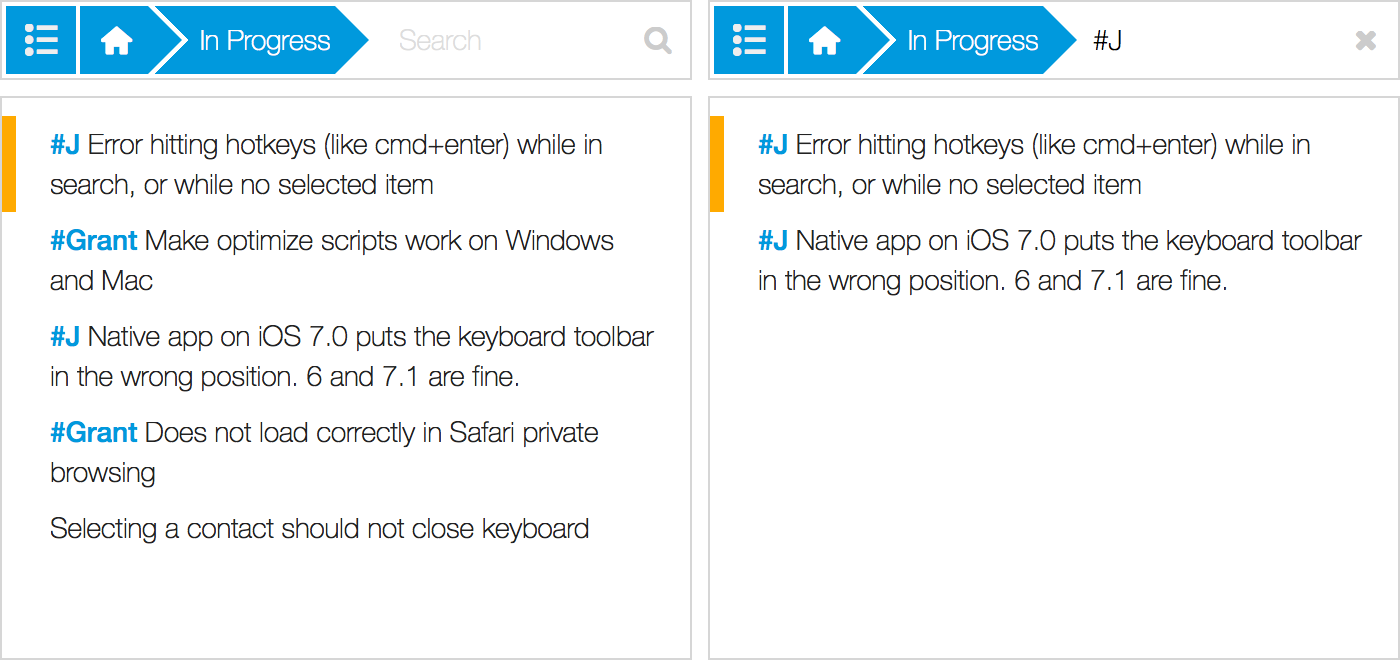 In Progress
Search
#J Error hitting hotkeys (like cmd+enter) while in
search, or while no selected item
#Grant Make optimize scripts work on Windows
and Mac
#J Native app on iOS 7.0 puts the keyboard toolbar
in the wrong position. 6 and 7.1 are fine.
#Grant Does not load correctly in Safari private
browsing
Selecting a contact should not close keyboard
In Progress
#J
#J Error hitting hotkeys (like cmd+enter) while in
search, or while no selected item
#J Native app on iOS 7.0 puts the keyboard toolbar
in the wrong position. 6 and 7.1 are fine.